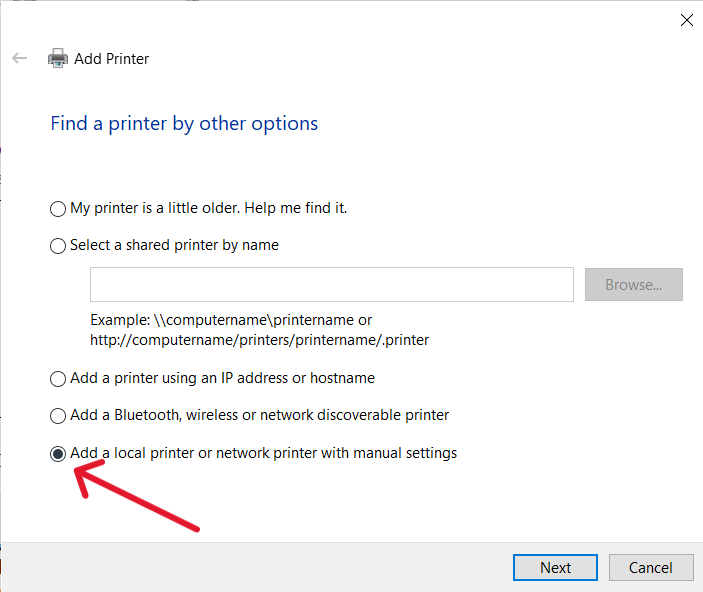 Add Printer
Find a printer by other options
My printer is a little older. Help me find it.
Select a shared printer by name
Browse...
Example: \\computername\printername or
http://computername/printers/printername/.printer
Add a printer using an IP address or hostname
Add a Bluetooth, wireless or network discoverable printer
Add a local printer or network printer with manual settings
Next
Cancel